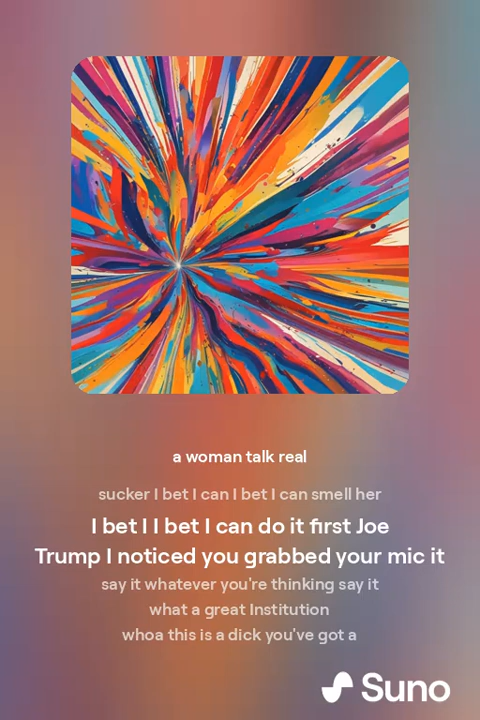 a woman talk real
sucker I bet I can I bet I can smell her
I bet I I bet I can do it first Joe
Trump I noticed you grabbed your mic it
say it whatever you're thinking say it
what a great Institution
whoa this is a dick you've got a
Suno